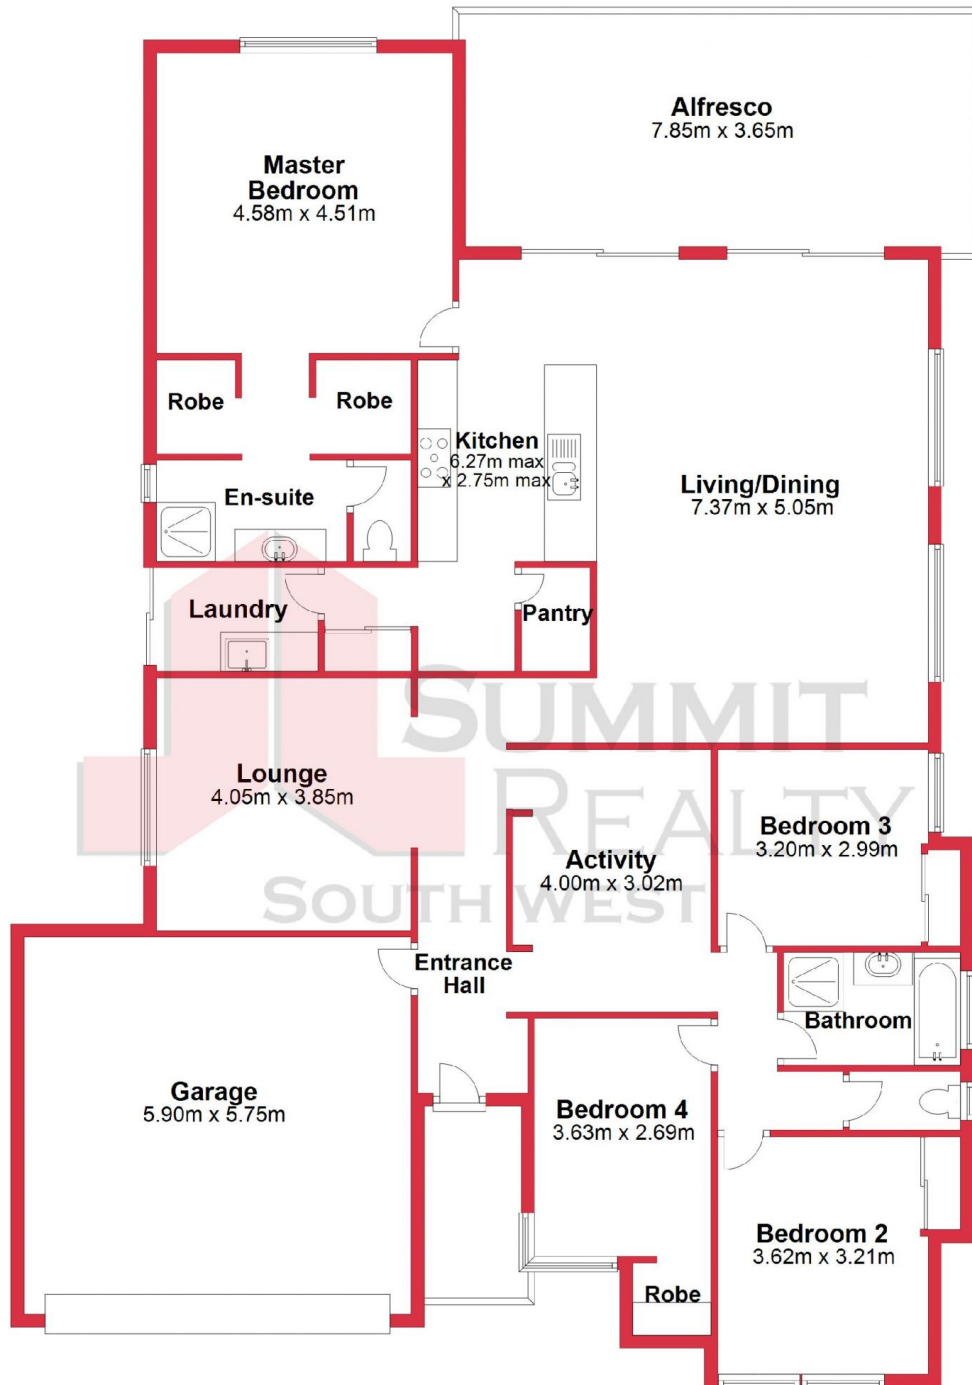 Alfresco
7.85m x 3.65m
Master
Bedroom
4.58m x 4.51m
Robe
Robe
Kitchen
6.27m max
x 2.75m max
En-suite
Living/Dining
7.37m x 5.05m
Laundry
Pantry
SUMMIT
REALTY
SOUTH WEST
Lounge
4.05m x 3.85m
Bedroom 3
3.20m x 2.99m
Activity
4.00m x 3.02m
Entrance
Hall
Bathroom
Garage
5.90m x 5.75m
Bedroom 4
3.63m x 2.69m
Bedroom 2
3.62m x 3.21m
Robe